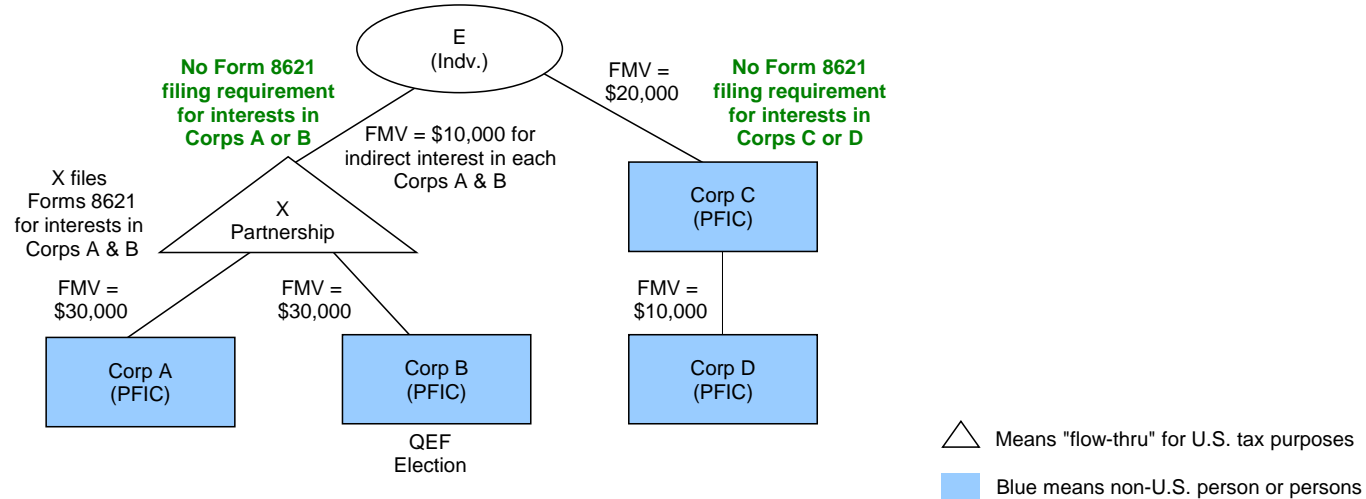 E
(Indv.)
No Form 8621
filing requirement
for interests in
Corps A or B
FMV =
$20,000
No Form 8621
filing requirement
for interests in
Corps C or D
FMV = $10,000 for
indirect interest in each
Corps A & B
X files
Forms 8621
for interests in
Corps A & B
X
Partnership
Corp C
(PFIC)
FMV =
$30,000
FMV =
$30,000
FMV =
$10,000
Corp A
(PFIC)
Corp B
(PFIC)
Corp D
(PFIC)
QEF
Election
Means "flow-thru" for U.S. tax purposes
Blue means non-U.S. person or persons